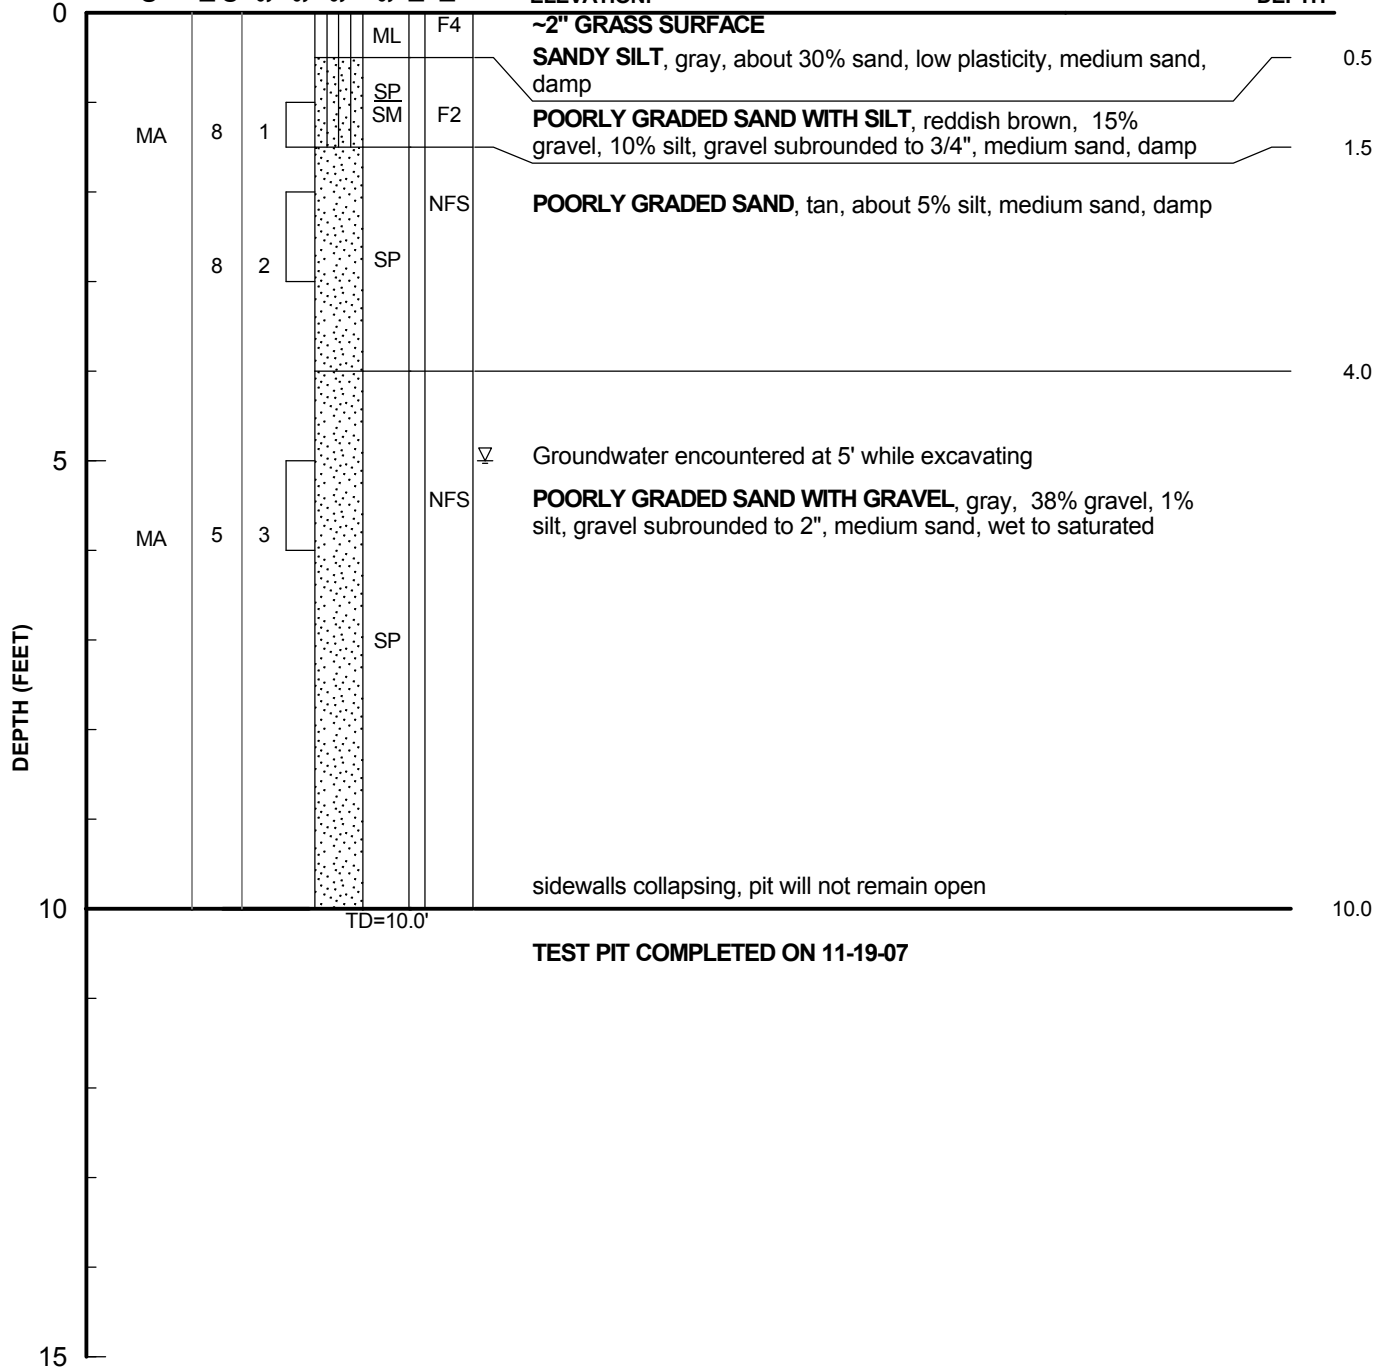 0
ML
F4
~2" GRASS SURFACE
SANDY SILT, gray, about 30% sand, low plasticity, medium sand,
damp
0.5
SP
SM
F2
MA
8
1
POORLY GRADED SAND WITH SILT, reddish brown, 15%
gravel, 10% silt, gravel subrounded to 3/4", medium sand, damp
1.5
NFS
POORLY GRADED SAND, tan, about 5% silt, medium sand, damp
8
2
SP
4.0
5
Groundwater encountered at 5' while excavating
NFS
POORLY GRADED SAND WITH GRAVEL, gray, 38% gravel, 1%
silt, gravel subrounded to 2", medium sand, wet to saturated
MA
5
3
SP
DEPTH (FEET)
sidewalls collapsing, pit will not remain open
10
10.0
TD=10.0'
TEST PIT COMPLETED ON 11-19-07
15